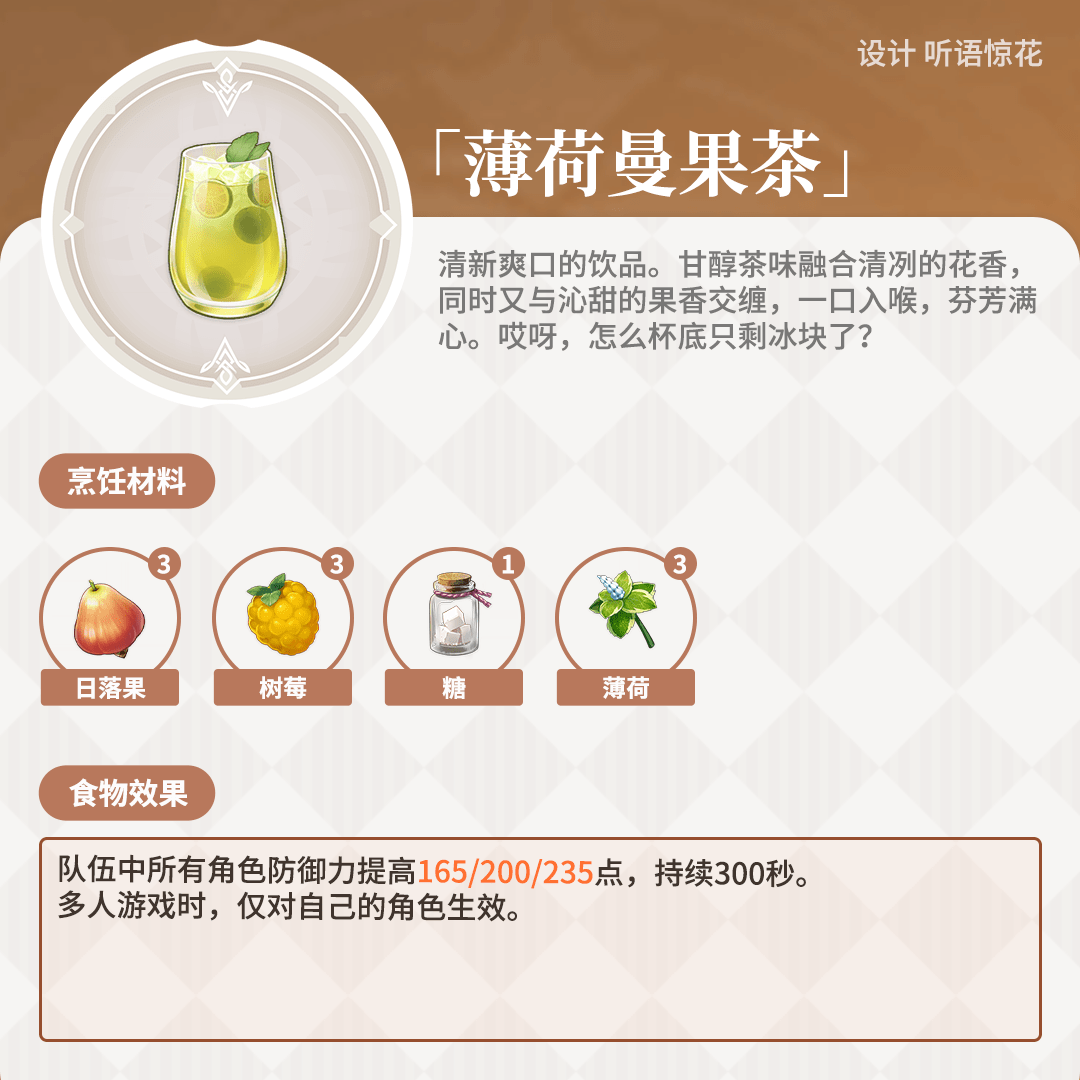 设计 听语惊花
「薄荷曼果茶」
清新爽口的饮品。甘醇茶味融合清冽的花香，
同时又与沁甜的果香交缠，一口入喉，芬芳满
心。哎呀，怎么杯底只剩冰块了？
烹饪材料
3
3
1
3
日落果
树莓
糖
薄荷
食物效果
队伍中所有角色防御力提高165/200/235点，持续300秒。
多人游戏时，仅对自己的角色生效。